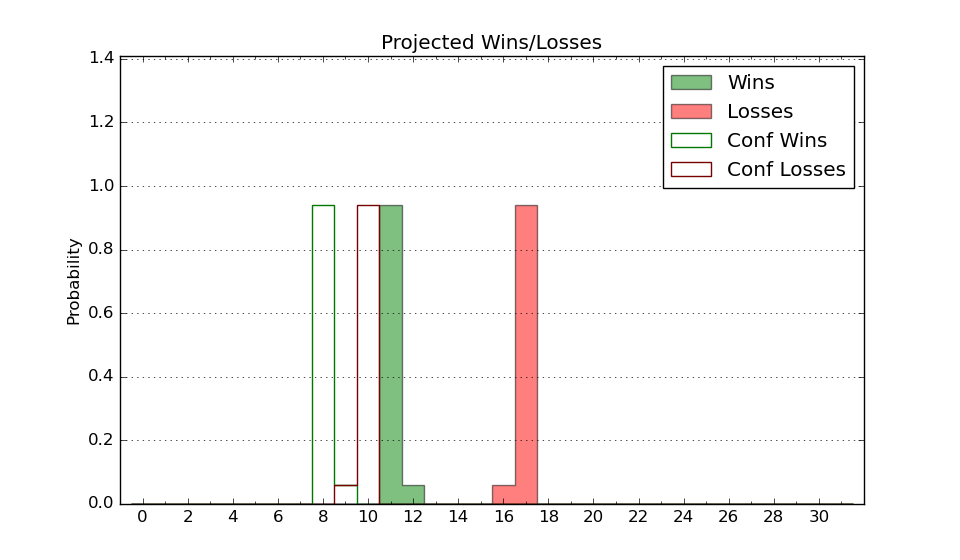 Projected Wins/Losses
1.4
1.2
1.0
0.8
0.6
0.4
0.2
0.0
Probability
Wins
Losses
Conf Wins
Conf Losses
0 2 4 6 8 10 12 14 16 18 20 22 24 26 28 30